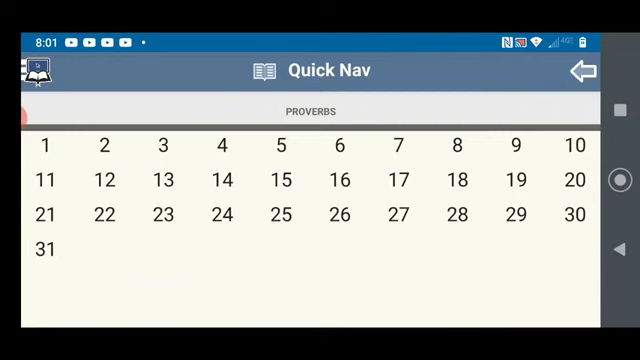 8:01 4GE
Quick Nav
PROVERBS
1 2 3 4 5 6 7 8 9 10
11 12 13 14 15 16 17 18 19 20
21 22 23 24 25 26 27 28 29 30
31